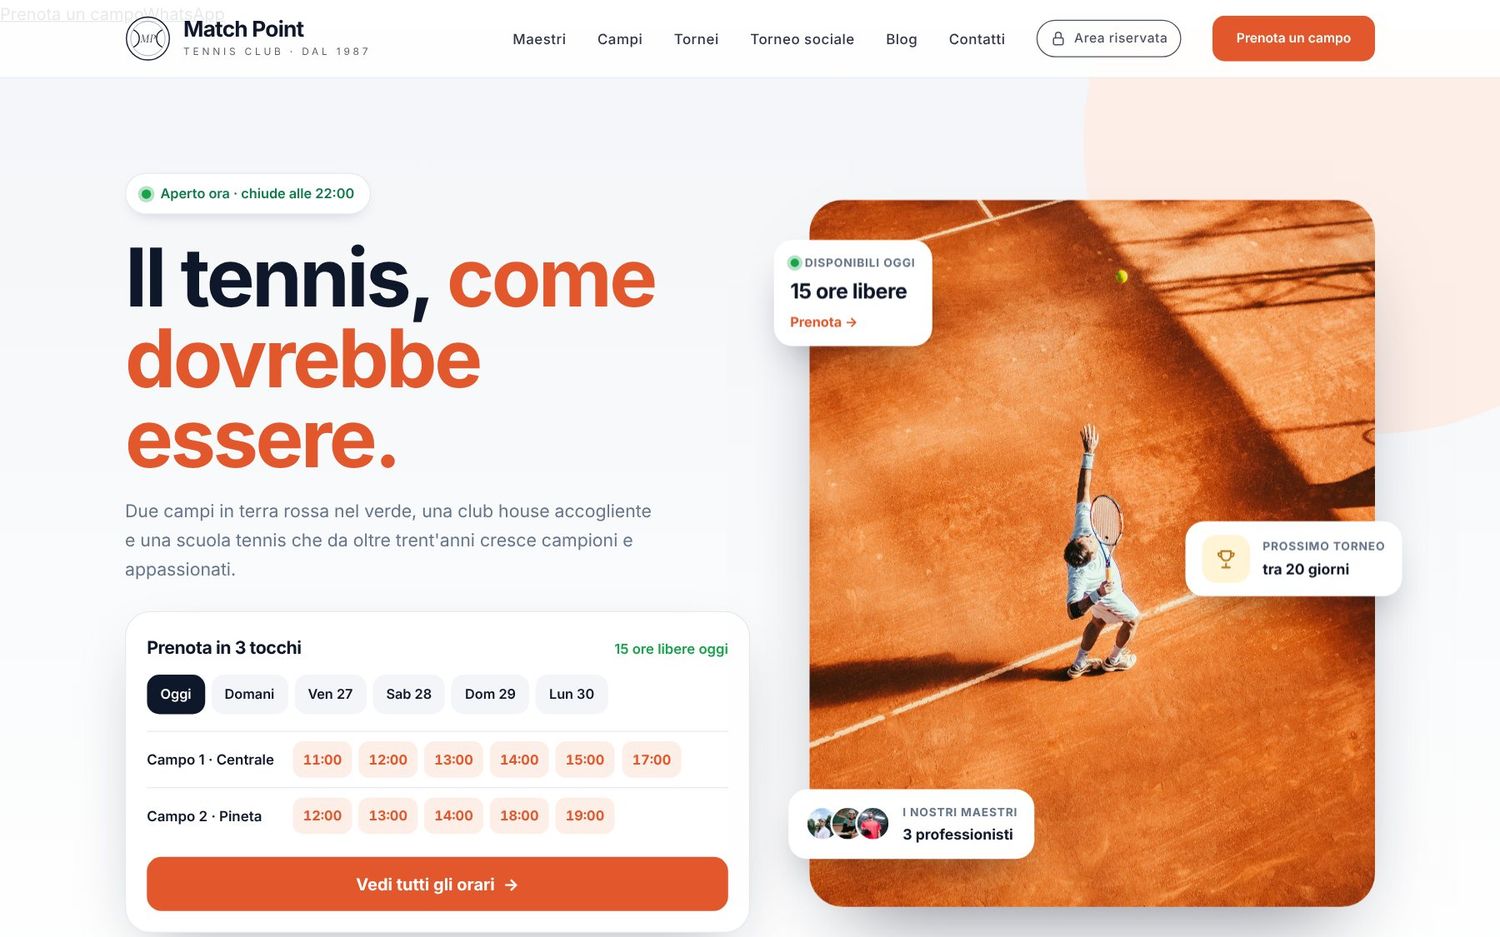 Prenota un campoWhatsApp
MP
Match Point
TENNIS CLUB · DAL 1987
Maestri
Campi
Tornei
Torneo sociale
Blog
Contatti
Area riservata
Prenota un campo
Aperto ora · chiude alle 22:00
Il tennis, come
dovrebbe
essere.
Due campi in terra rossa nel verde, una club house accogliente
e una scuola tennis che da oltre trent'anni cresce campioni e
appassionati.
Prenota in 3 tocchi
15 ore libere oggi
Oggi
Domani
Ven 27
Sab 28
Dom 29
Lun 30
Campo 1 · Centrale
11:00
12:00
13:00
14:00
15:00
17:00
Campo 2 · Pineta
12:00
13:00
14:00
18:00
19:00
Vedi tutti gli orari →
DISPONIBILI OGGI
15 ore libere
Prenota →
PROSSIMO TORNEO
tra 20 giorni
I NOSTRI MAESTRI
3 professionisti